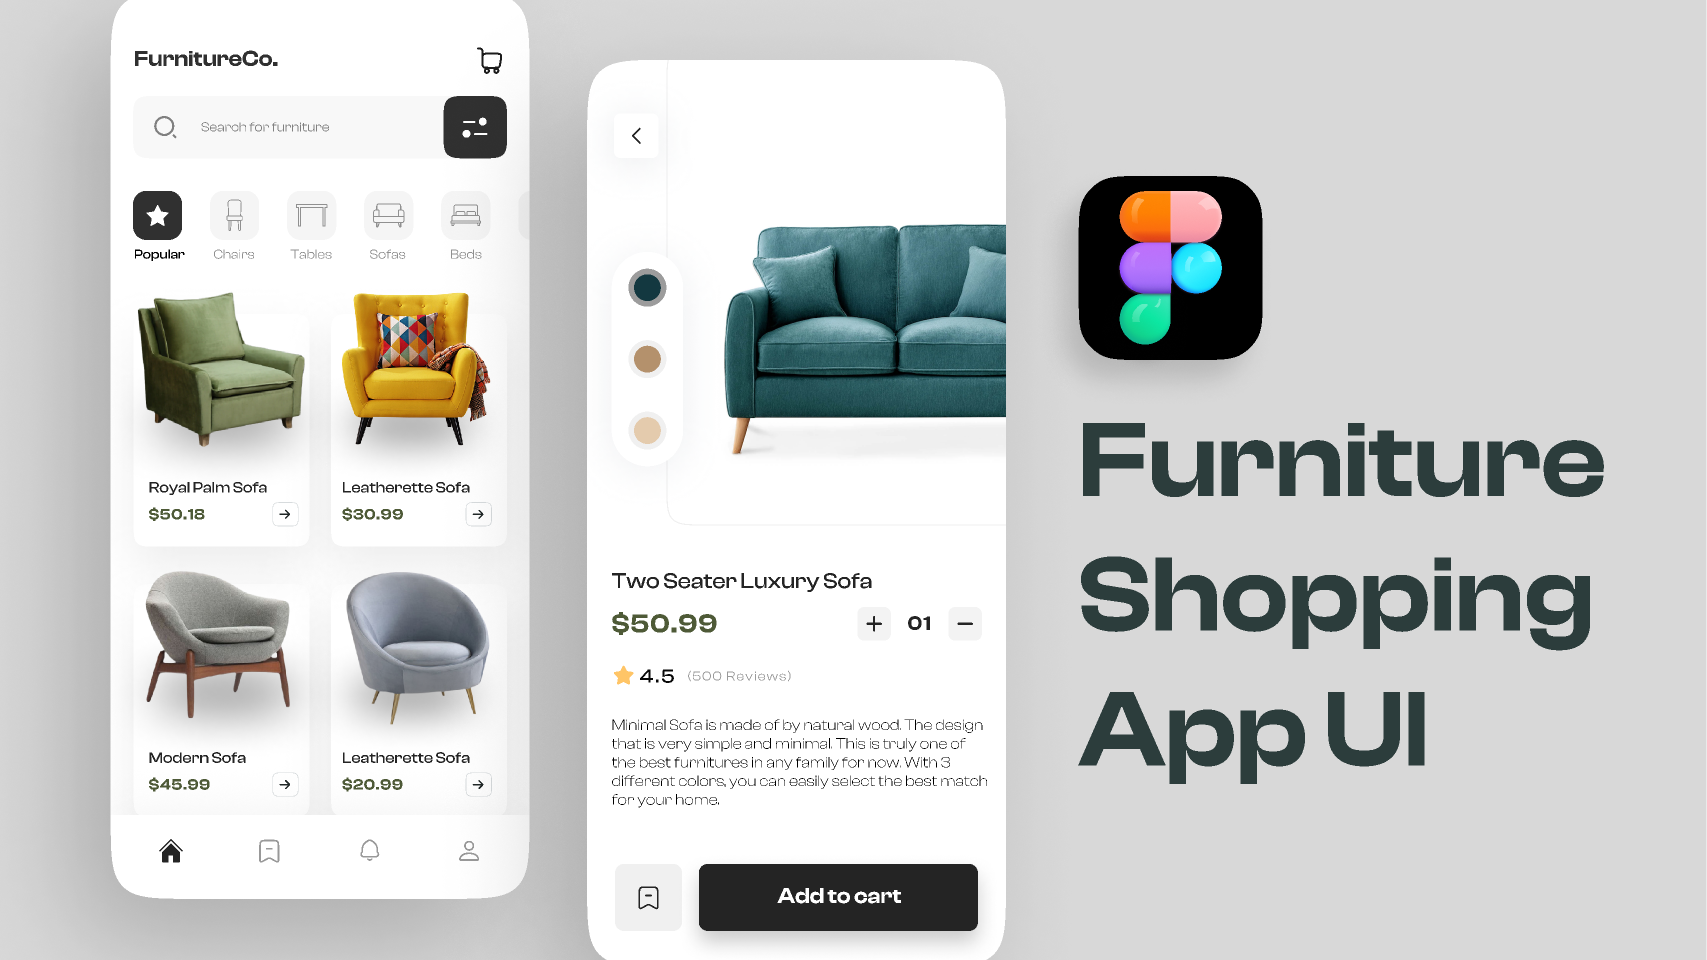 FurnitureCo.
Search for furniture
Popular
Chairs
Tables
Sofas
Beds
Royal Palm Sofa
$50.18
Leatherette Sofa
$30.99
Modern Sofa
$45.99
Leatherette Sofa
$20.99
Two Seater Luxury Sofa
$50.99
01
4.5 (500 Reviews)
Minimal Sofa is made of by natural wood. The design
that is very simple and minimal. This is truly one of
the best furnitures in any family for now. With 3
different colors, you can easily select the best match
for your home.
Add to cart
Furniture
Shopping
App UI